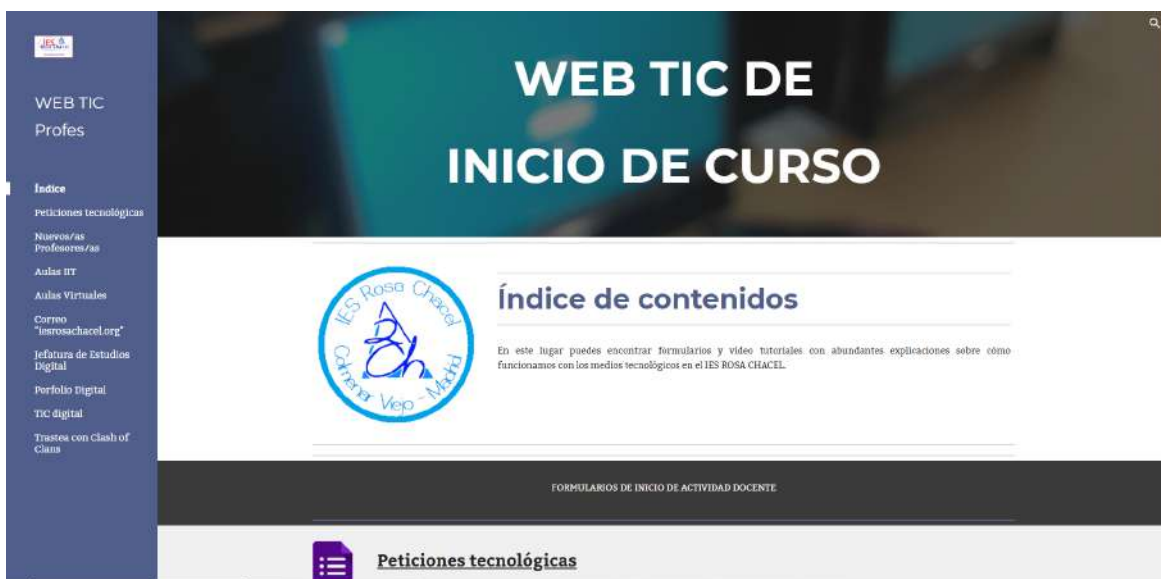 WEB TIC
Profes
Índice
Peticiones tecnológicas
Nuevos/as
Profesores/as
Aulas IIT
Aulas Virtuales
Correo
"iesrosachacel.org"
Jefatura de Estudios
Digital
Porfolio Digital
TIC digital
Trastea con Clash of
Clans
WEB TIC DE
INICIO DE CURSO
IES Rosa Chacel
Colmenar Viejo - Madrid
Índice de contenidos
En este lugar puedes encontrar formularios y video tutoriales con abundantes explicaciones sobre cómo
funcionamos con los medios tecnológicos en el IES ROSA CHACEL.
FORMULARIOS DE INICIO DE ACTIVIDAD DOCENTE
Peticiones tecnológicas